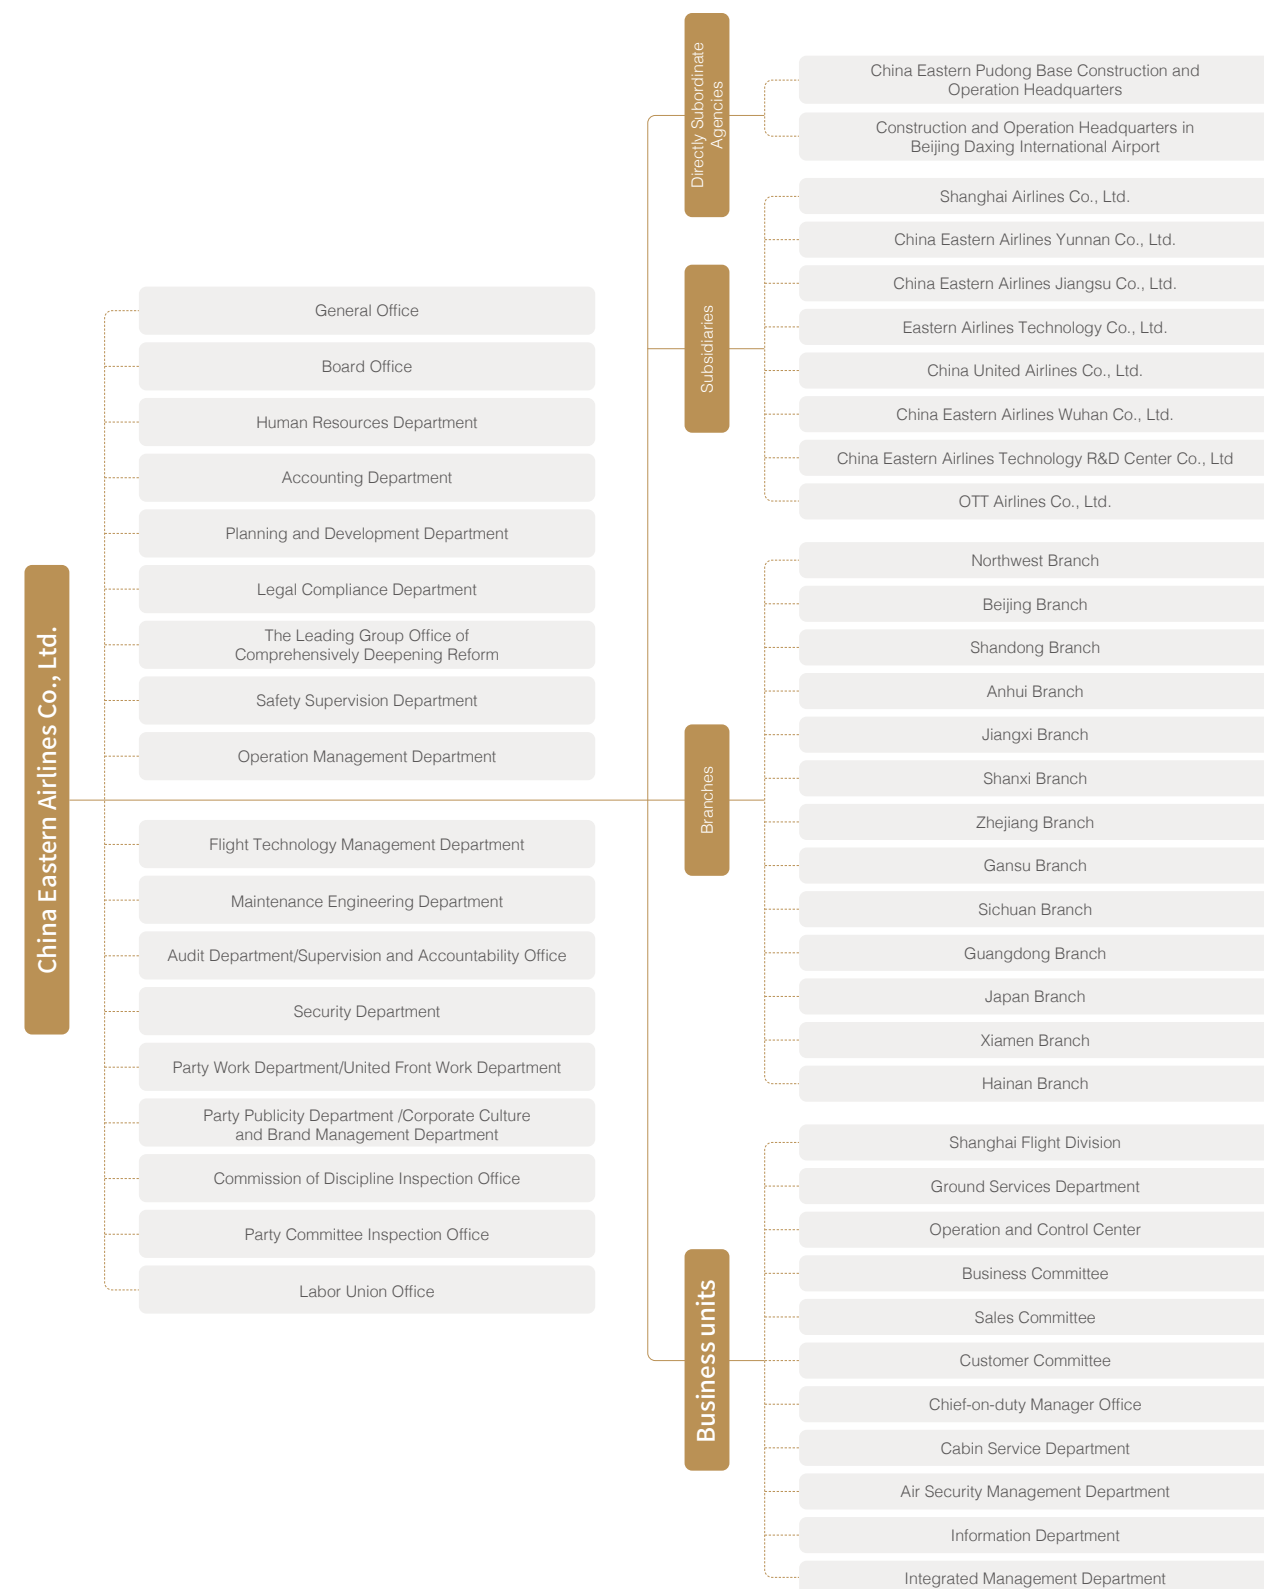 China Eastern Airlines Co., Ltd.
General Office
Board Office
Human Resources Department
Accounting Department
Planning and Development Department
Legal Compliance Department
The Leading Group Office of
Comprehensively Deepening Reform
Safety Supervision Department
Operation Management Department
Flight Technology Management Department
Maintenance Engineering Department
Audit Department/Supervision and Accountability Office
Security Department
Party Work Department/United Front Work Department
Party Publicity Department /Corporate Culture
and Brand Management Department
Commission of Discipline Inspection Office
Party Committee Inspection Office
Labor Union Office
Directly Subordinate
Agencies
China Eastern Pudong Base Construction and
Operation Headquarters
Construction and Operation Headquarters in
Beijing Daxing International Airport
Subsidiaries
Shanghai Airlines Co., Ltd.
China Eastern Airlines Yunnan Co., Ltd.
China Eastern Airlines Jiangsu Co., Ltd.
Eastern Airlines Technology Co., Ltd.
China United Airlines Co., Ltd.
China Eastern Airlines Wuhan Co., Ltd.
China Eastern Airlines Technology R&D Center Co., Ltd
OTT Airlines Co., Ltd.
Branches
Northwest Branch
Beijing Branch
Shandong Branch
Anhui Branch
Jiangxi Branch
Shanxi Branch
Zhejiang Branch
Gansu Branch
Sichuan Branch
Guangdong Branch
Japan Branch
Xiamen Branch
Hainan Branch
Business units
Shanghai Flight Division
Ground Services Department
Operation and Control Center
Business Committee
Sales Committee
Customer Committee
Chief-on-duty Manager Office
Cabin Service Department
Air Security Management Department
Information Department
Integrated Management Department